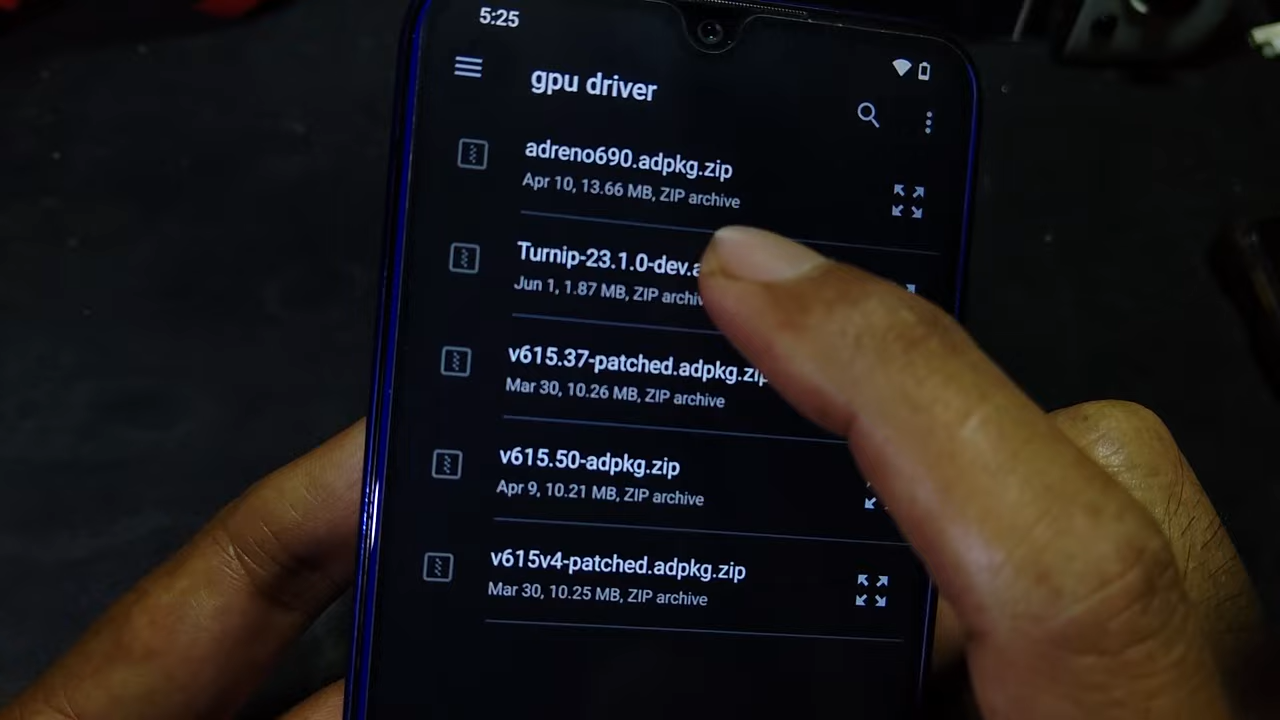 5:25
gpu driver
adreno690.adpkg.zip
Apr 10, 13.66 MB, ZIP archive
Turnip-23.1.0-dev.
Jun 1, 1.87 MB, ZIP
v615.37-patched.adpkg.zip
Mar 30, 10.26 MB, ZIP archive
v615.50-adpkg.zip
Apr 9, 10.21 MB, ZIP archive
v615v4-patched.adpkg.zip
Mar 30, 10.25 MB, ZIP archive